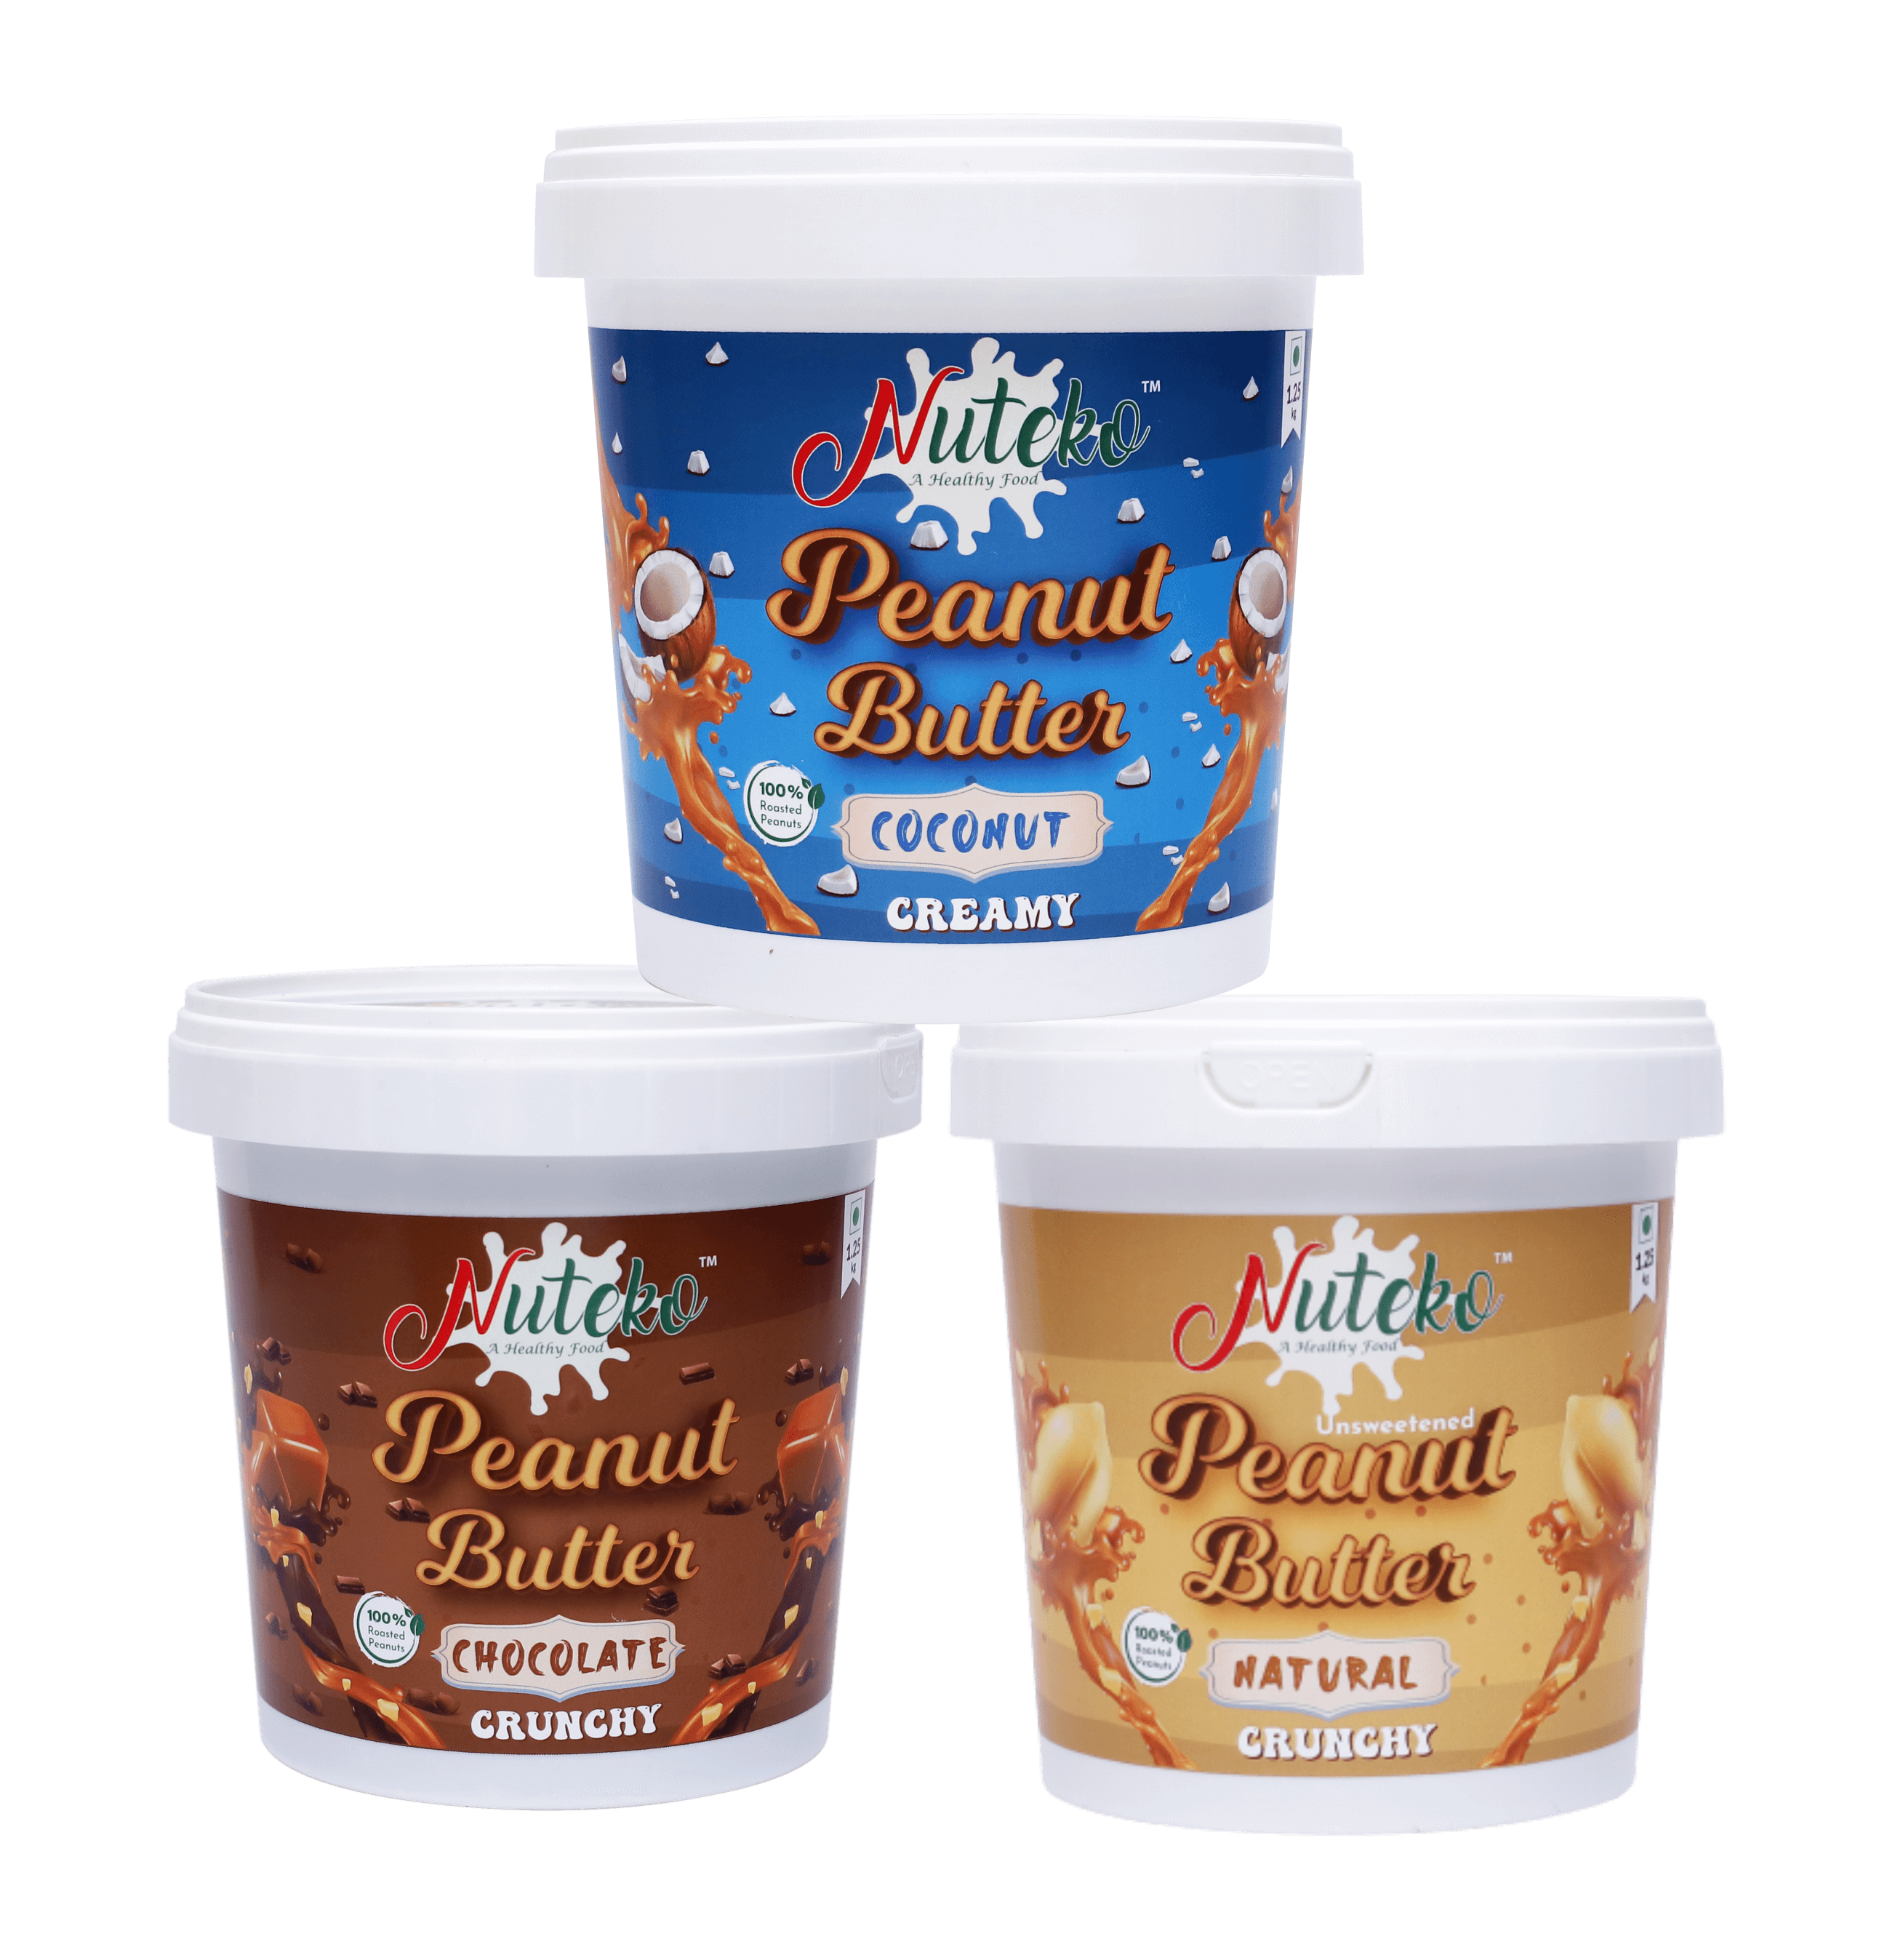 Nuteko™
A Healthy Food
1.25
kg
Peanut
Butter
100%
Roasted
Peanuts
COCONUT
CREAMY
OPEN
Nuteko™
A Healthy Food
1.25
kg
Peanut
Butter
100%
Roasted
Peanuts
CHOCOLATE
CRUNCHY
OPEN
Nuteko™
A Healthy Food
1.25
kg
Unsweetened
Peanut
Butter
100%
Roasted
Peanuts
NATURAL
CRUNCHY